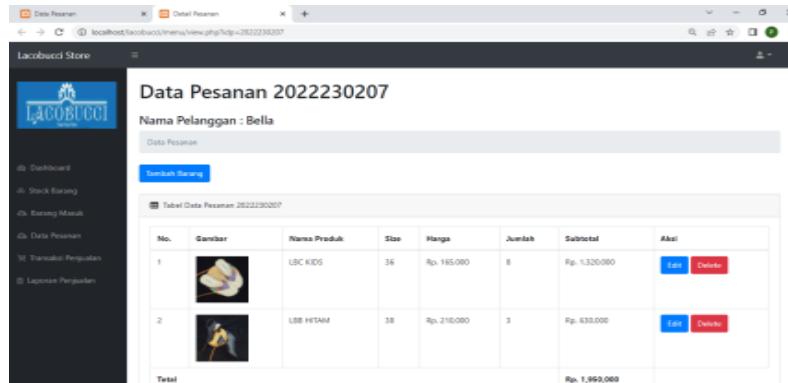 Data Pesanan
Detail Pesanan
localhost/lacobucci/menu/view.php?idp=2022230207
Lacobucci Store
LACOBUCCI
Data Pesanan 2022230207
Nama Pelanggan : Bella
Data Pesanan
Tambah Barang
Dashboard
Stock Barang
Barang Masuk
Data Pesanan
Transaksi Penjualan
Laporan Penjualan
Tabel Data Pesanan 2022230207
No. Gambar Nama Produk Size Harga Jumlah Subtotal Aksi
1 LBC KIDS 36 Rp. 165.000 8 Rp. 1,320,000 Edit Delete
2 LBB HITAM 38 Rp. 210,000 3 Rp. 630,000 Edit Delete
Total Rp. 1,950,000